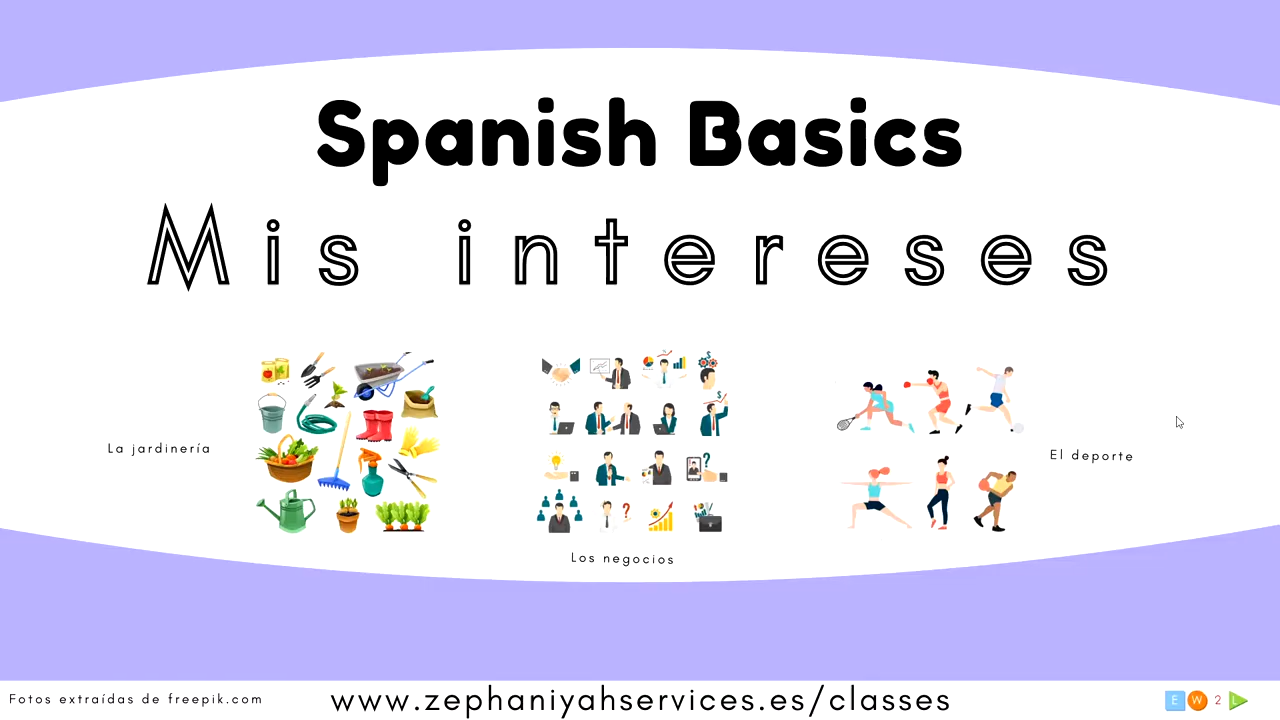 Spanish Basics
Mis intereses
La jardinería
Los negocios
El deporte
Fotos extraídas de freepik.com
www.zephaniyahservices.es/classes
E W 2 L